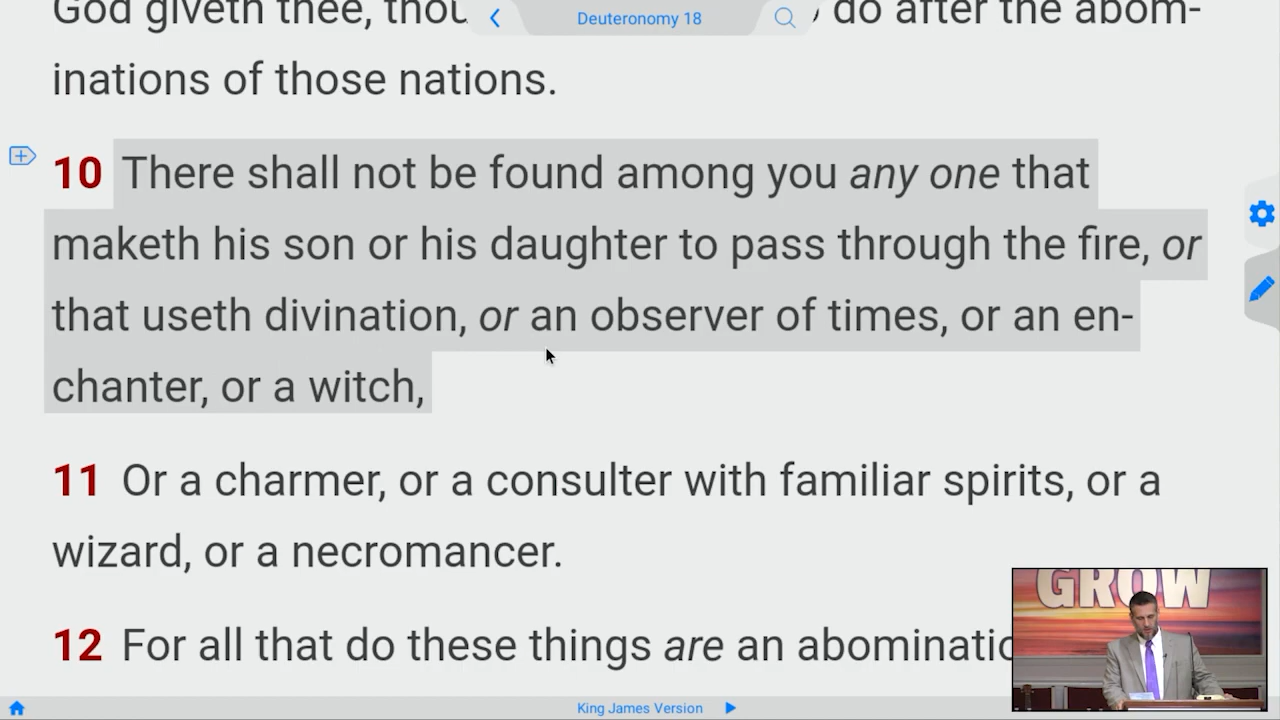 God giveth thee, thou
Deuteronomy 18
do after the abom-
inations of those nations.
10 There shall not be found among you any one that
maketh his son or his daughter to pass through the fire, or
that useth divination, or an observer of times, or an en-
chanter, or a witch,
11 Or a charmer, or a consulter with familiar spirits, or a
wizard, or a necromancer.
12 For all that do these things are an abominatio
GROW
King James Version